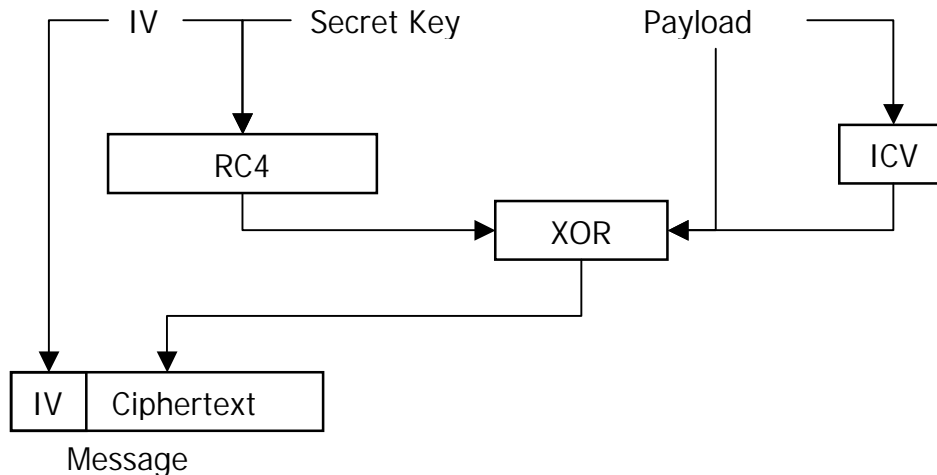 IV Secret Key Payload
RC4
ICV
XOR
IV Ciphertext
Message